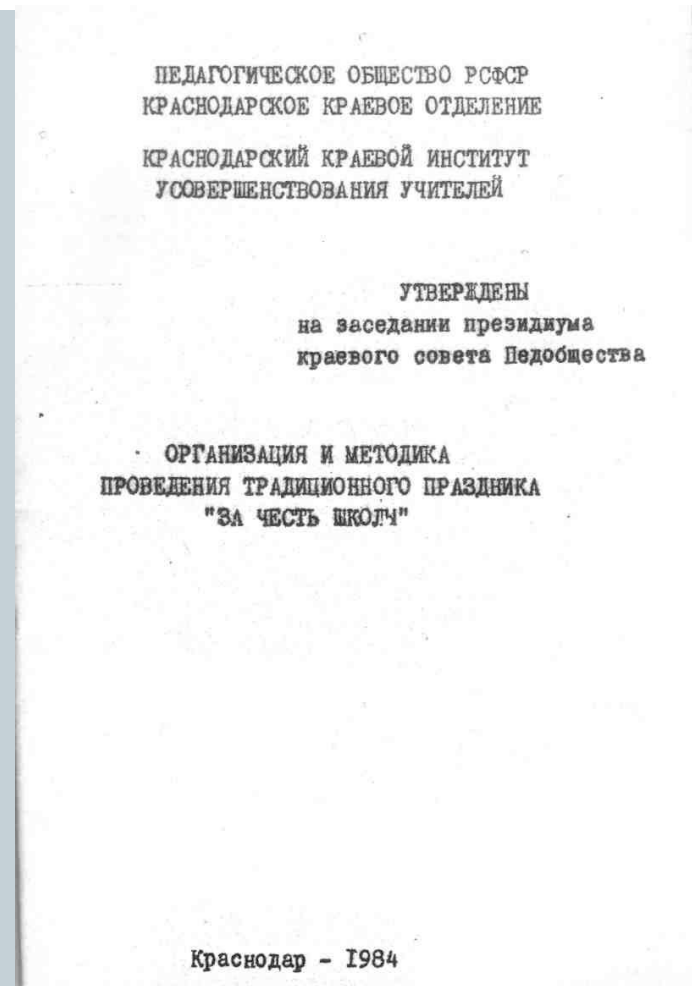 ПЕДАГОГИЧЕСКОЕ ОБЩЕСТВО РСФСР
КРАСНОДАРСКОЕ КРАЕВОЕ ОТДЕЛЕНИЕ
КРАСНОДАРСКИЙ КРАЕВОЙ ИНСТИТУТ
УСОВЕРШЕНСТВОВАНИЯ УЧИТЕЛЕЙ
УТВЕРЖДЕНЫ
на заседании президиума
краевого совета Педобщества
ОРГАНИЗАЦИЯ И МЕТОДИКА
ПРОВЕДЕНИЯ ТРАДИЦИОННОГО ПРАЗДНИКА
"ЗА ЧЕСТЬ ШКОЛЫ"
Краснодар - 1984